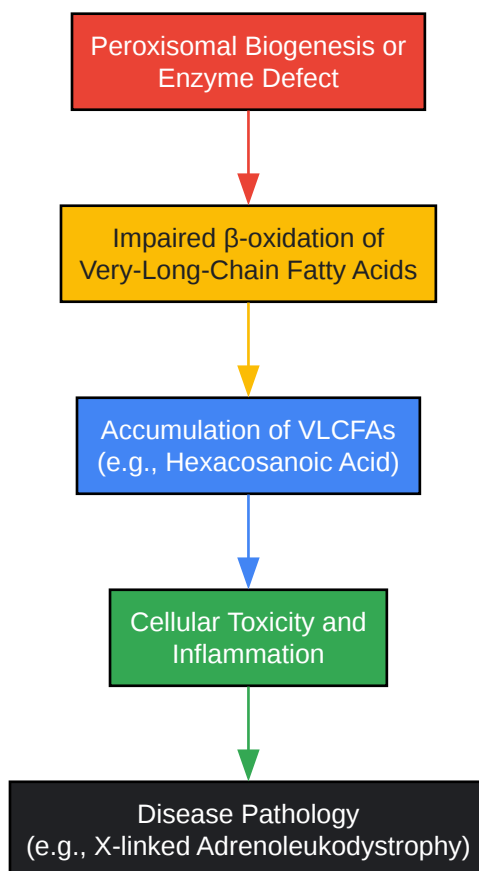 Peroxisomal Biogenesis or
Enzyme Defect
Impaired β-oxidation of
Very-Long-Chain Fatty Acids
Accumulation of VLCFAs
(e.g., Hexacosanoic Acid)
Cellular Toxicity and
Inflammation
Disease Pathology
(e.g., X-linked Adrenoleukodystrophy)